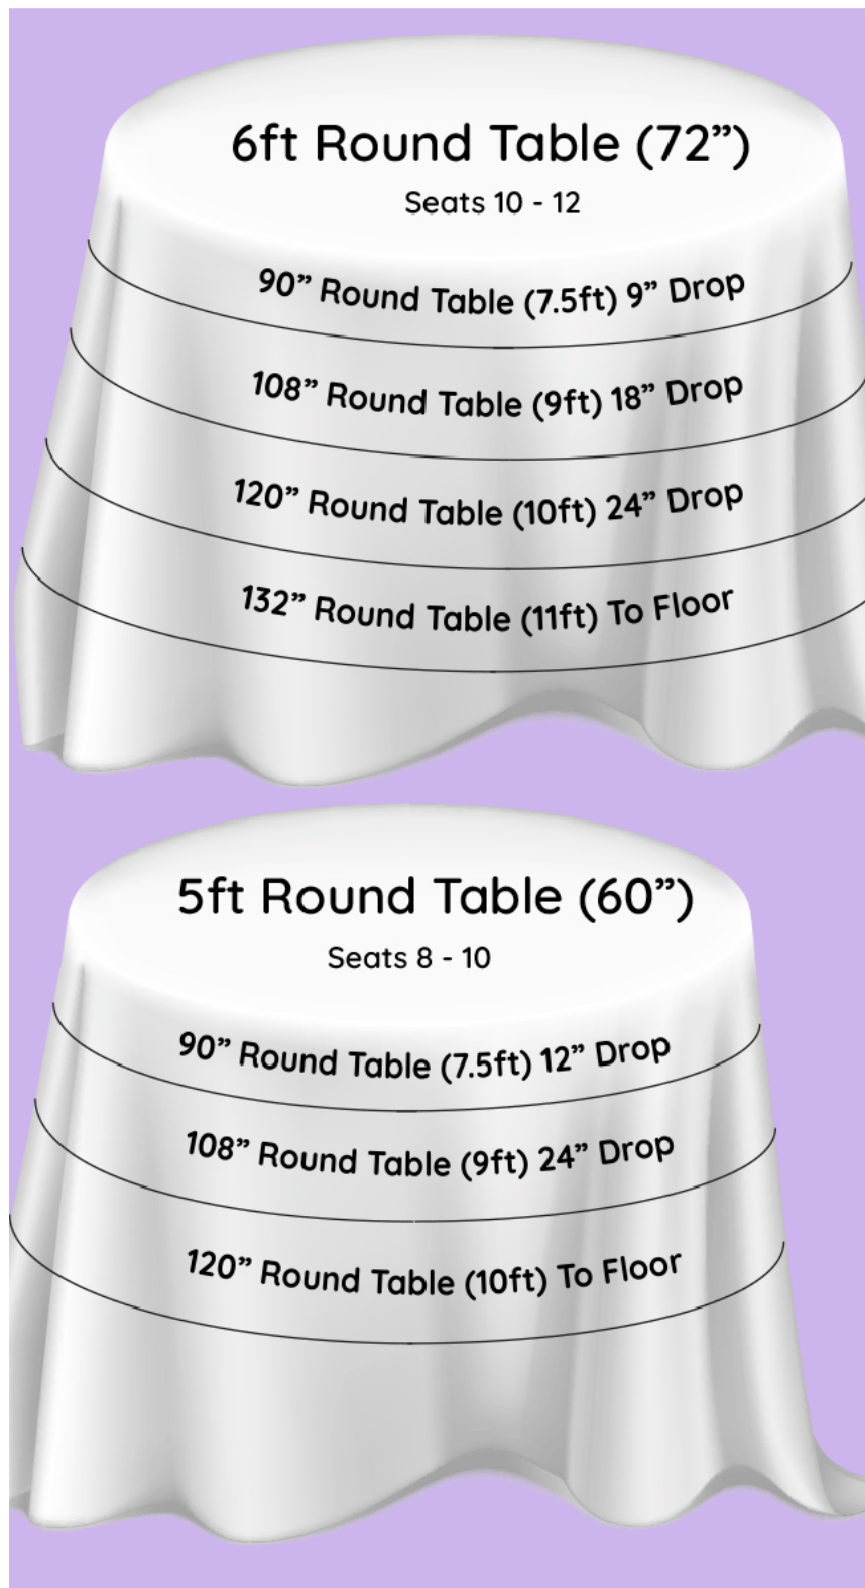 6ft Round Table (72”)
Seats 10 - 12
90” Round Table (7.5ft) 9” Drop
108” Round Table (9ft) 18” Drop
120” Round Table (10ft) 24” Drop
132” Round Table (11ft) To Floor
5ft Round Table (60”)
Seats 8 - 10
90” Round Table (7.5ft) 12” Drop
108” Round Table (9ft) 24” Drop
120” Round Table (10ft) To Floor